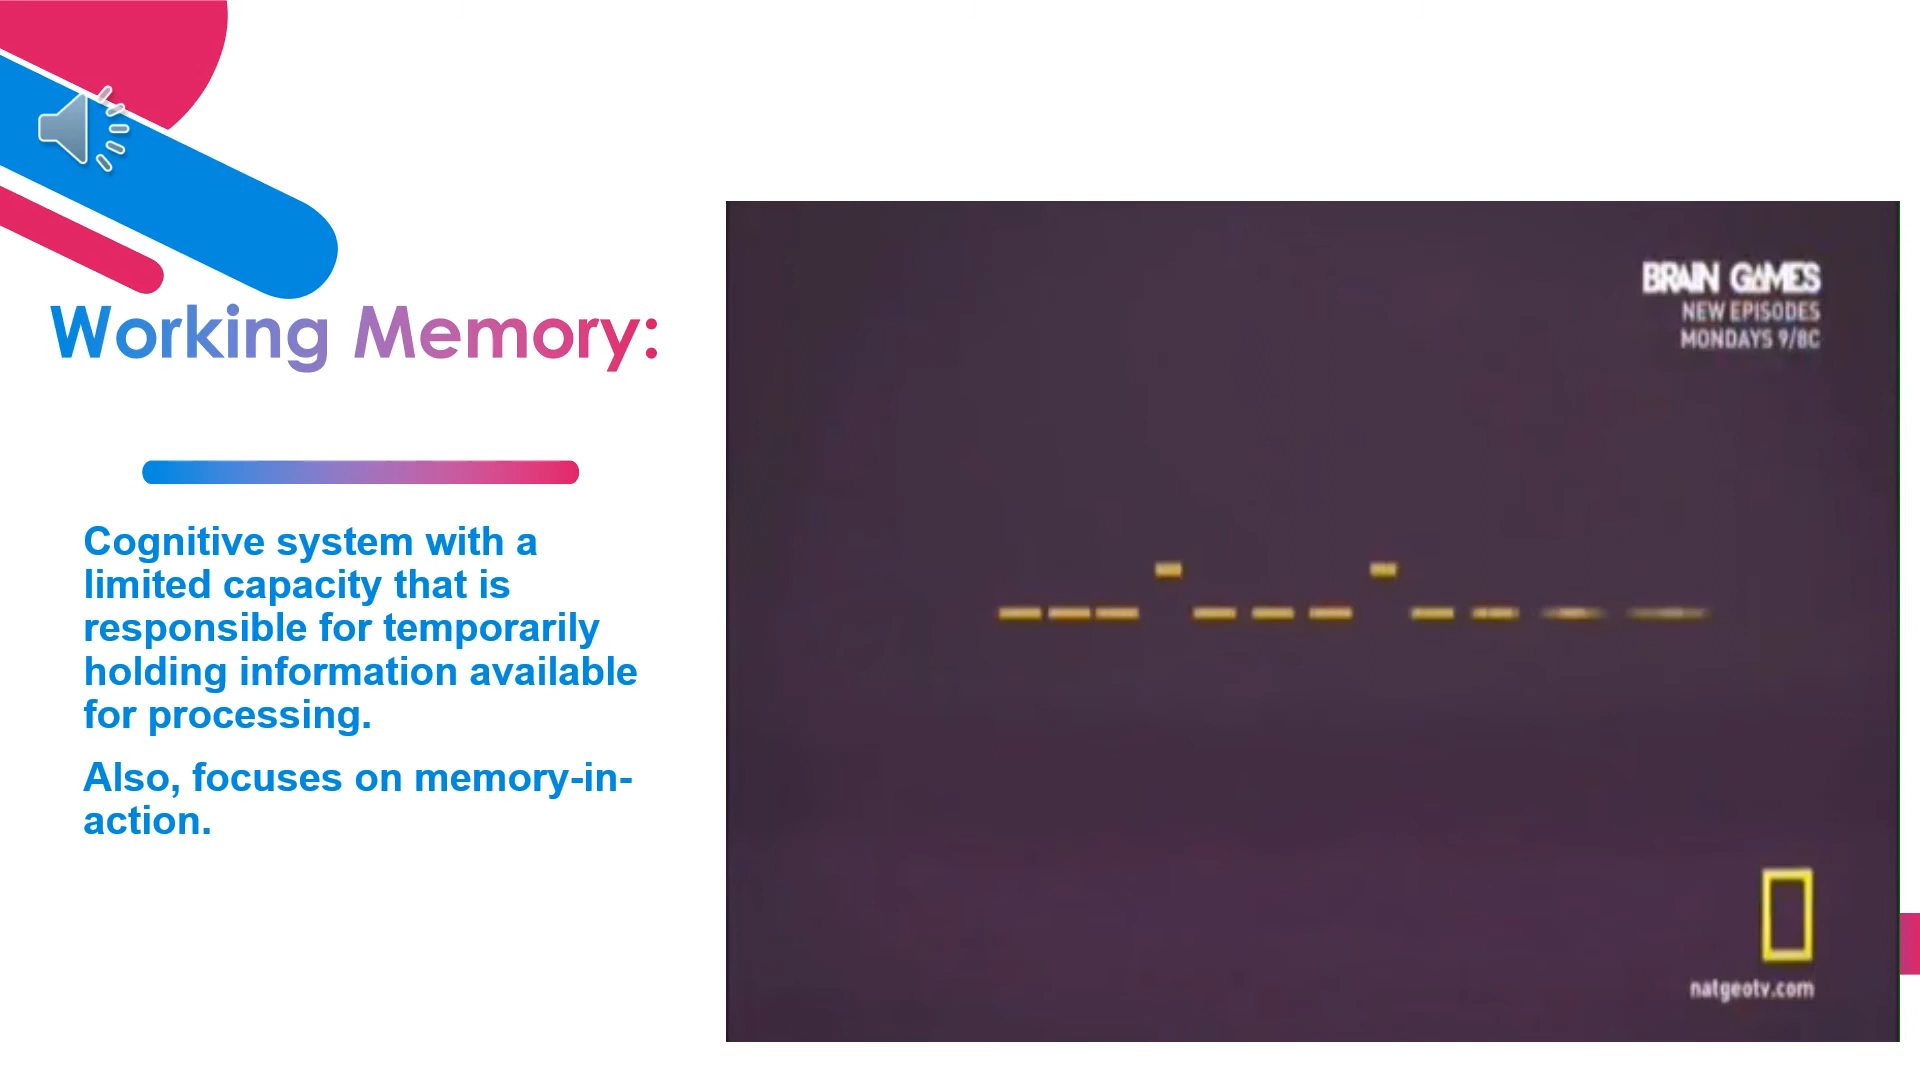 Working Memory:
Cognitive system with a
limited capacity that is
responsible for temporarily
holding information available
for processing.
Also, focuses on memory-in-
action.
BRAIN GAMES
NEW EPISODES
MONDAYS 9/8C
natgeotv.com